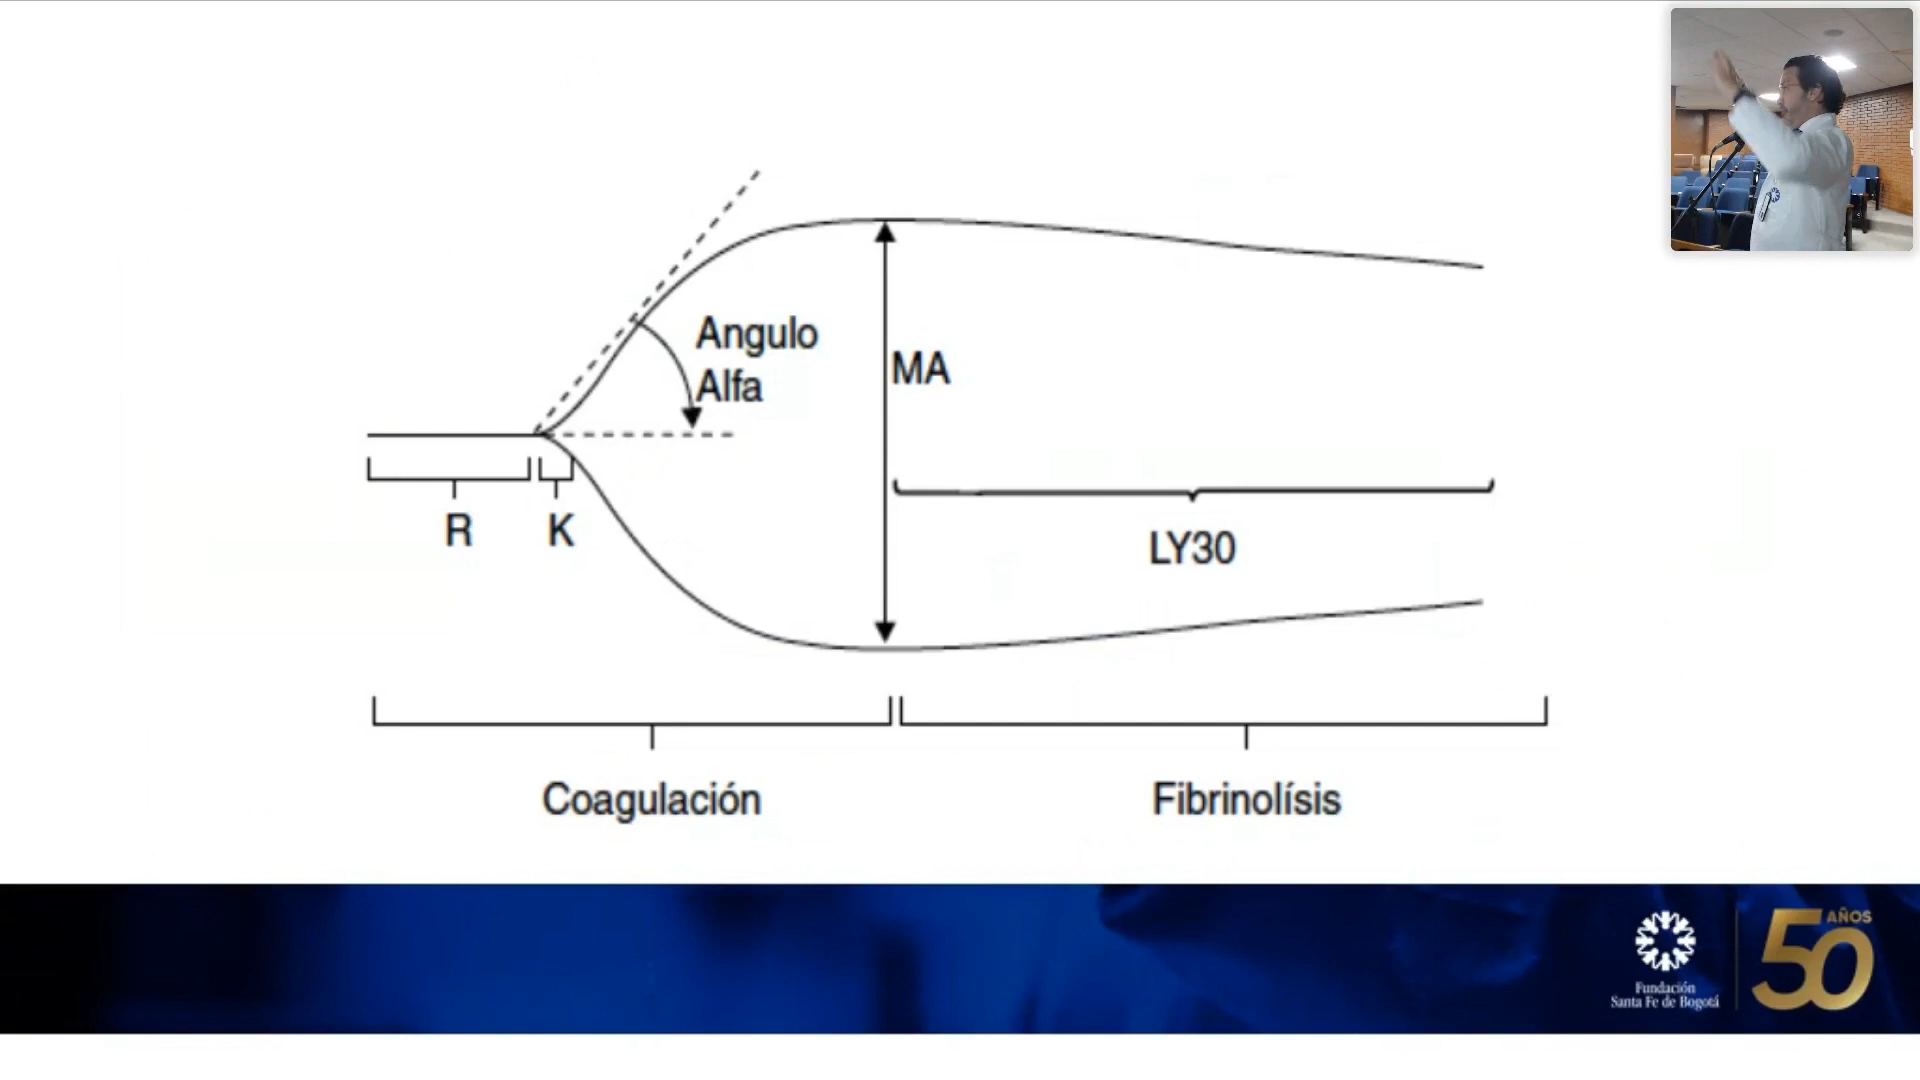 Angulo
Alfa
MA
R
K
LY30
Coagulación
Fibrinolísis
Fundación
Santa Fe de Bogotá
50
AÑOS